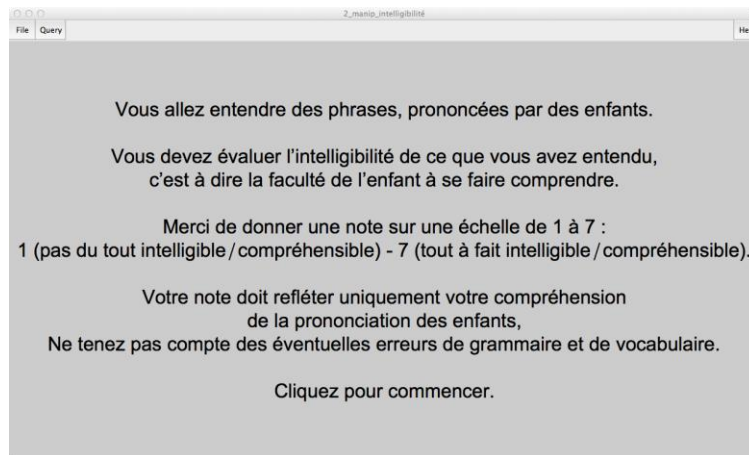 2_manip_intelligibilité
File Query He
Vous allez entendre des phrases, prononcées par des enfants.
Vous devez évaluer l'intelligibilité de ce que vous avez entendu,
c'est à dire la faculté de l'enfant à se faire comprendre.
Merci de donner une note sur une échelle de 1 à 7 :
1 (pas du tout intelligible/compréhensible) - 7 (tout à fait intelligible/compréhensible).
Votre note doit refléter uniquement votre compréhension
de la prononciation des enfants,
Ne tenez pas compte des éventuelles erreurs de grammaire et de vocabulaire.
Cliquez pour commencer.